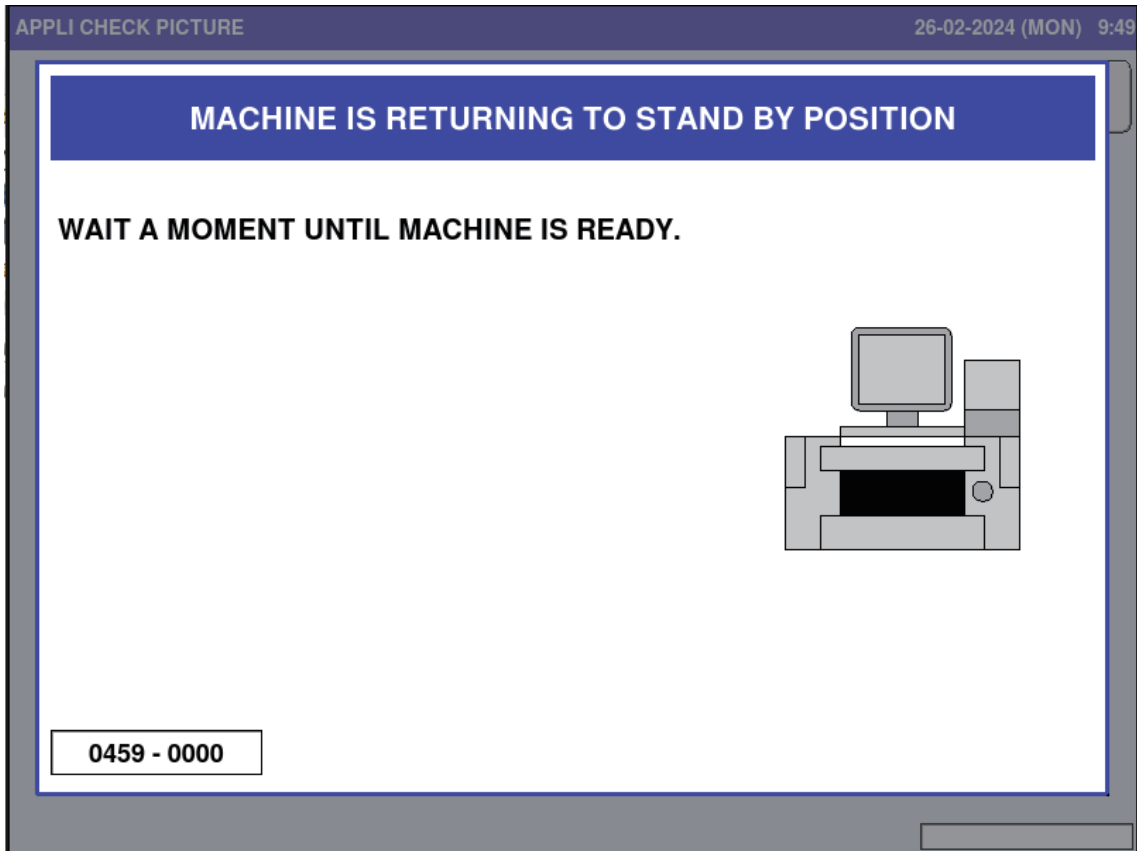 APPLI CHECK PICTURE 26-02-2024 (MON) 9:49
MACHINE IS RETURNING TO STAND BY POSITION
WAIT A MOMENT UNTIL MACHINE IS READY.
0459 - 0000